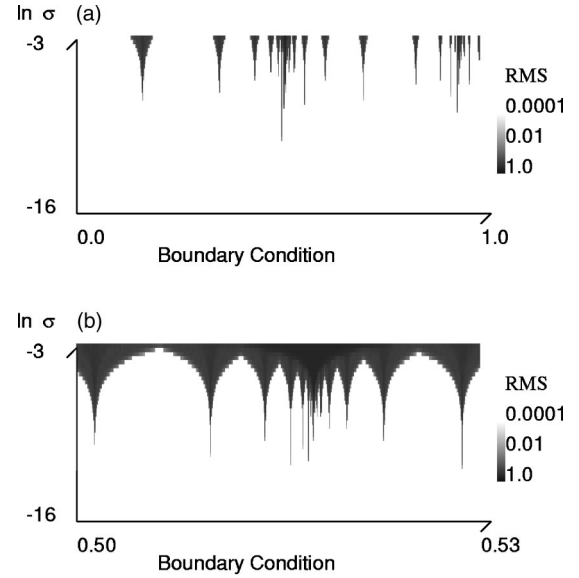 ln σ (a)
-3
RMS
0.0001
0.01
1.0
-16
0.0 1.0
Boundary Condition
ln σ (b)
-3
RMS
0.0001
0.01
1.0
-16
0.50 0.53
Boundary Condition